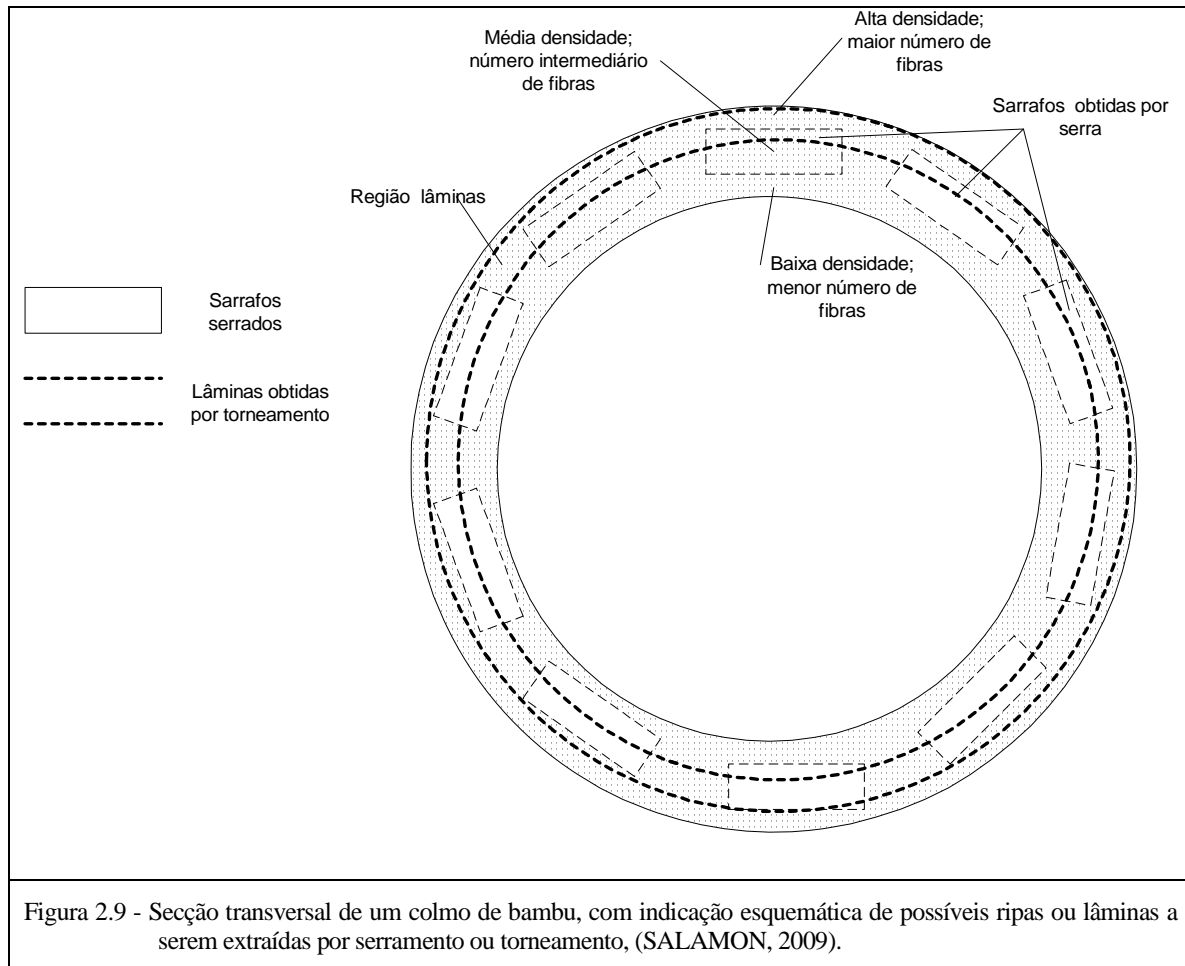 Média densidade;
número intermediário
de fibras
Alta densidade;
maior número de
fibras
Sarrafos obtidas por
serra
Região lâminas
Baixa densidade;
menor número de
fibras
Sarrafos
serrados
Lâminas obtidas
por torneamento
Figura 2.9 - Secção transversal de um colmo de bambu, com indicação esquemática de possíveis ripas ou lâminas a
serem extraídas por serramento ou torneamento, (SALAMON, 2009).